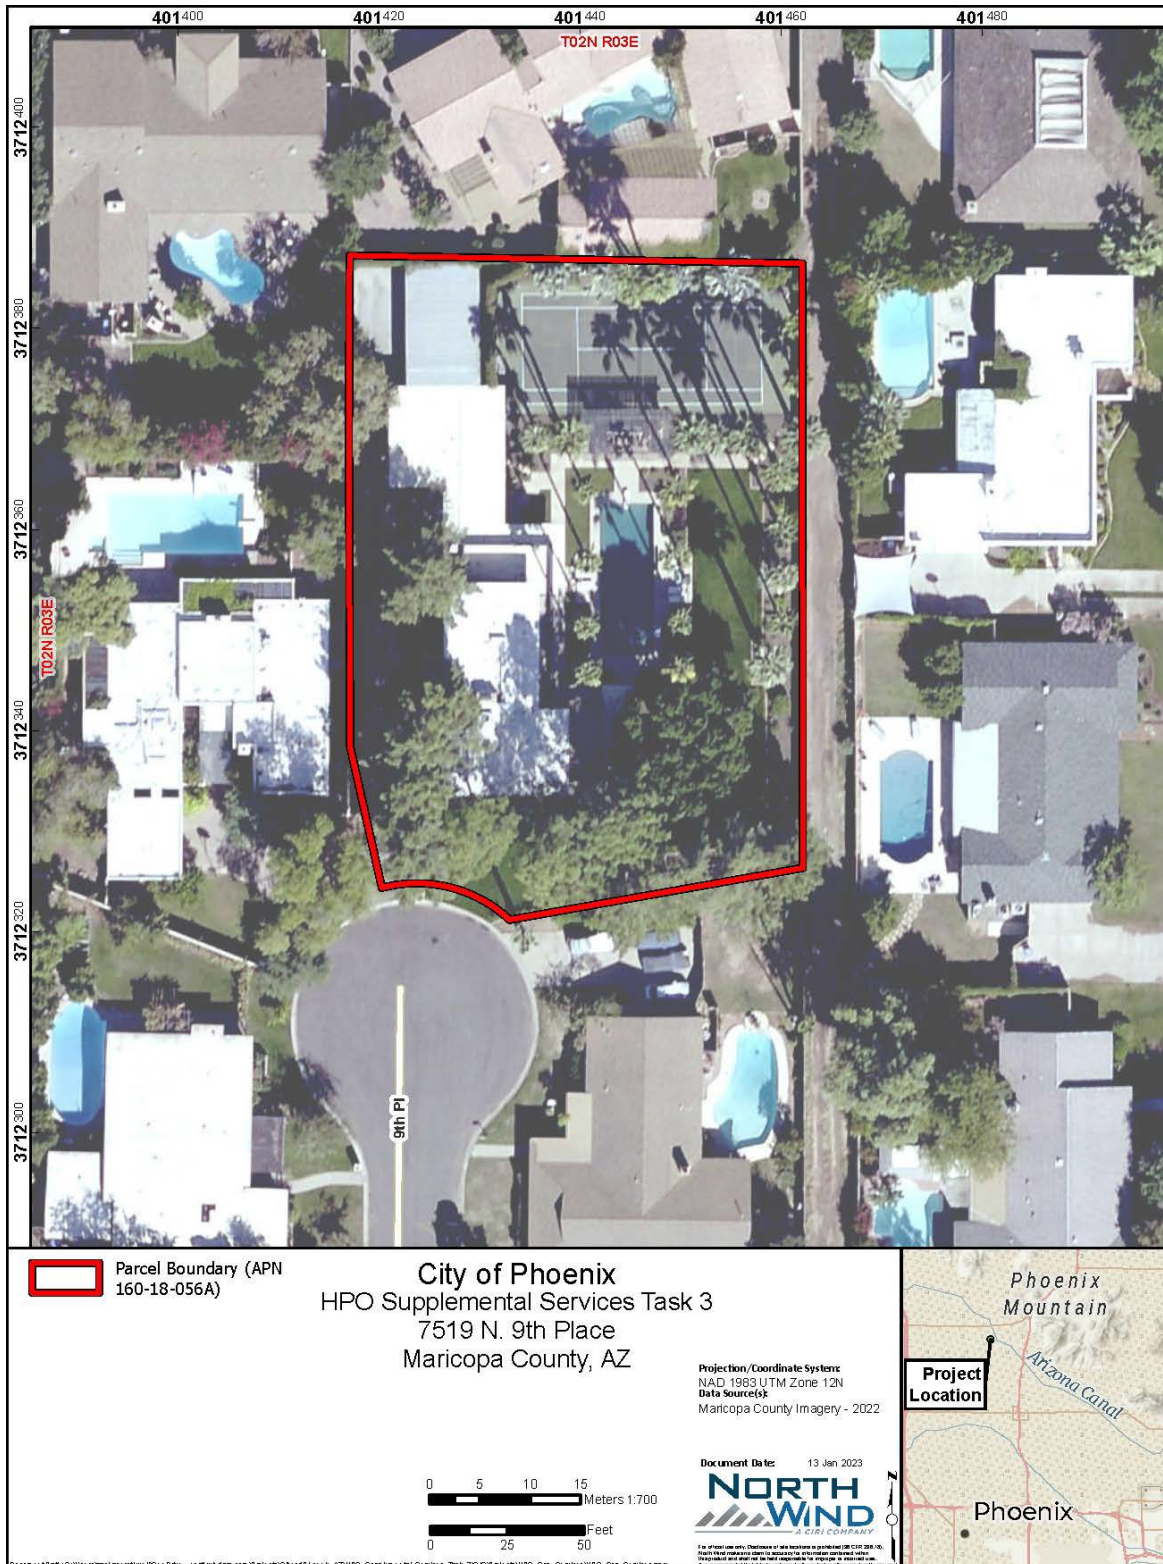 401400 401420 401440 401460 401480
T02N R03E
3712400
3712380
3712360
T02N R03E
3712340
3712320
3712300
9th Pl
Parcel Boundary (APN
160-18-056A)
City of Phoenix
HPO Supplemental Services Task 3
7519 N. 9th Place
Maricopa County, AZ
Projection/Coordinate System:
NAD 1983 UTM Zone 12N
Data Source(s):
Maricopa County Imagery - 2022
Document Date: 13 Jan 2023
0 5 10 15
Meters 1:700
Feet
0 25 50
NORTH
WIND
A CIRI COMPANY
N
Phoenix
Mountain
Project
Location
Arizona Canal
Phoenix